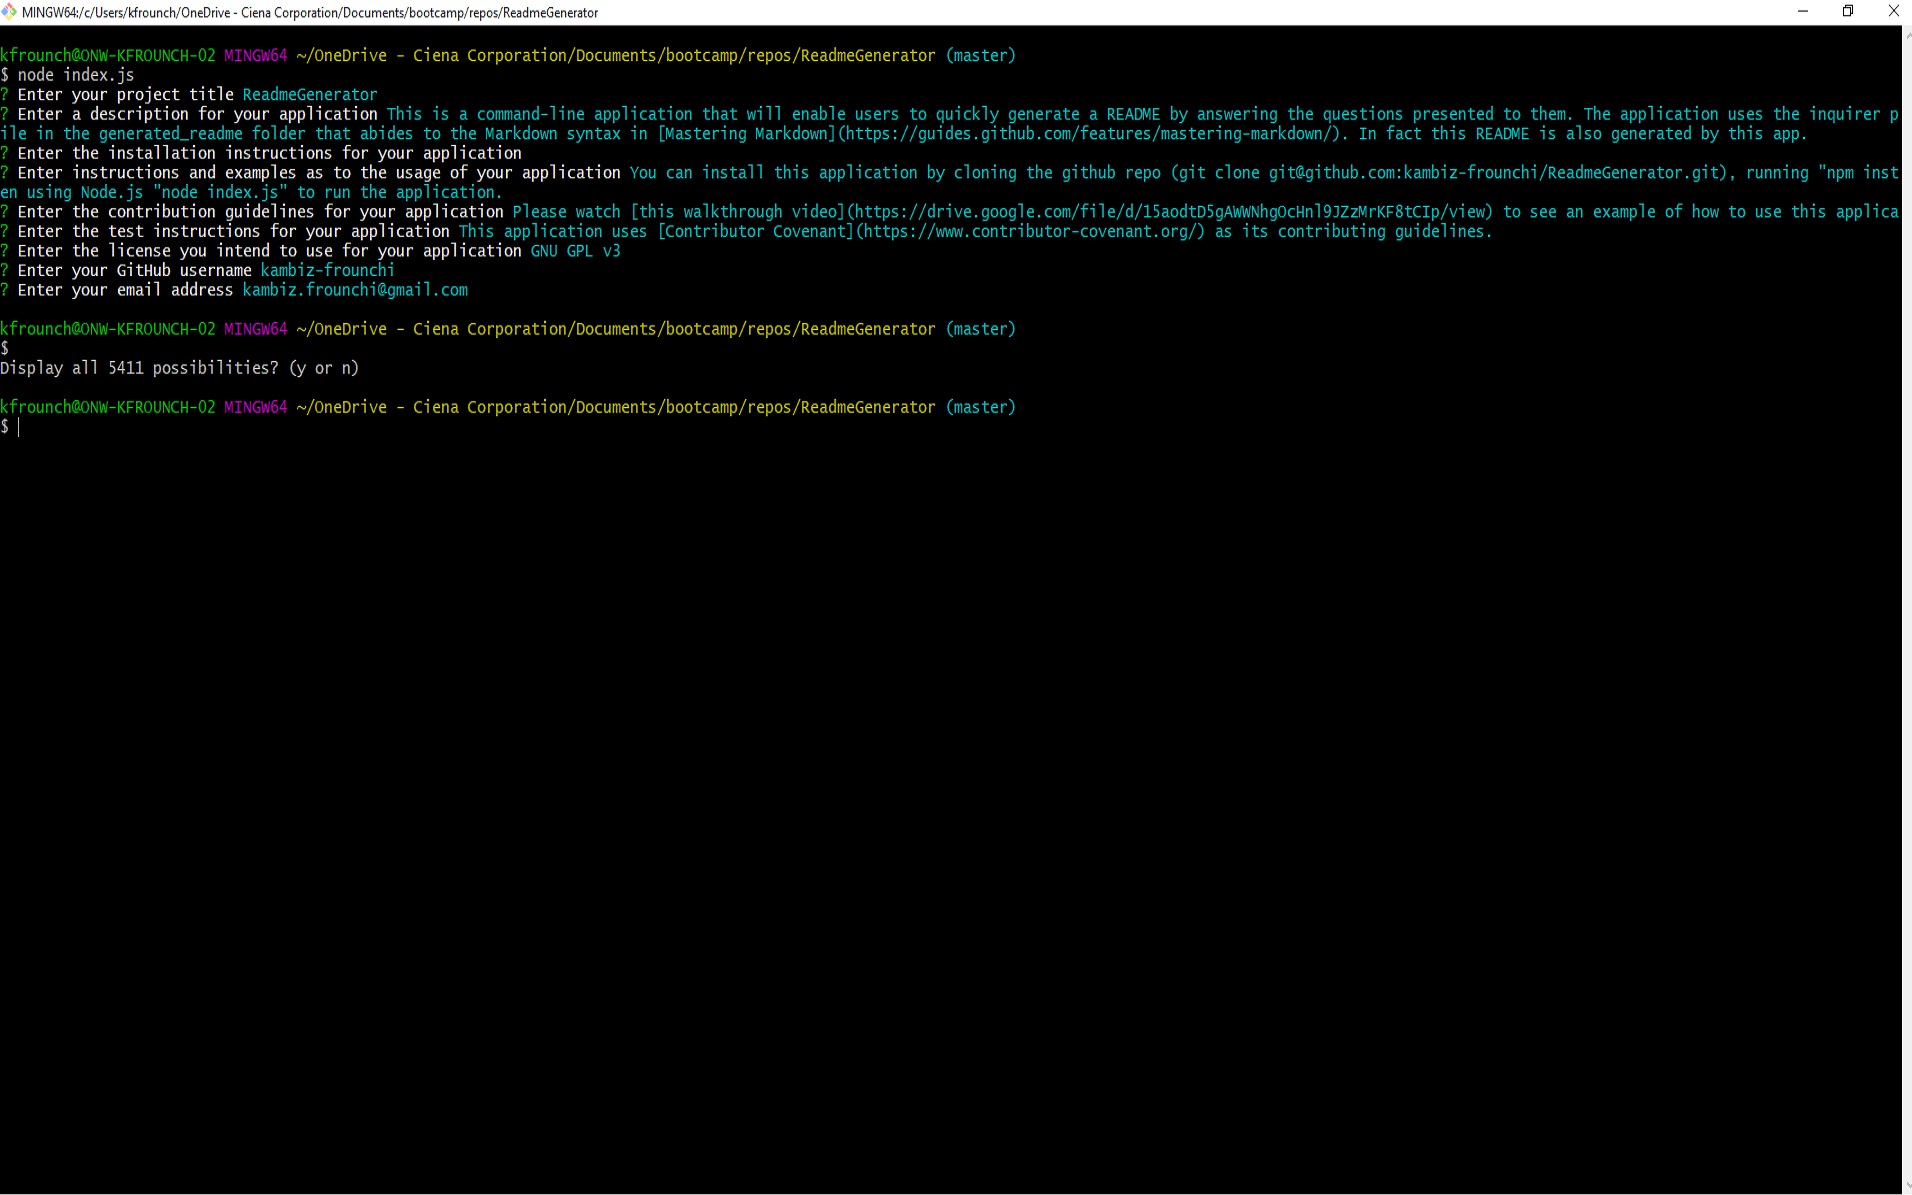 MINGW64:/c/Users/kfrounch/OneDrive - Ciena Corporation/Documents/bootcamp/repos/ReadmeGenerator
kfrounch@ONW-KFROUNCH-02 MINGW64 ~/OneDrive - Ciena Corporation/Documents/bootcamp/repos/ReadmeGenerator (master)
$ node index.js
? Enter your project title ReadmeGenerator
? Enter a description for your application This is a command-line application that will enable users to quickly generate a README by answering the questions presented to them. The application uses the inquirer p
ile in the generated_readme folder that abides to the Markdown syntax in [Mastering Markdown](https://guides.github.com/features/mastering-markdown/). In fact this README is also generated by this app.
? Enter the installation instructions for your application
? Enter instructions and examples as to the usage of your application You can install this application by cloning the github repo (git clone git@github.com:kambiz-frounchi/ReadmeGenerator.git), running "npm inst
en using Node.js "node index.js" to run the application.
? Enter the contribution guidelines for your application Please watch [this walkthrough video](https://drive.google.com/file/d/15aodtD5gAWWNhgOcHnl9JZzMrKF8tCIp/view) to see an example of how to use this applica
? Enter the test instructions for your application This application uses [Contributor Covenant](https://www.contributor-covenant.org/) as its contributing guidelines.
? Enter the license you intend to use for your application GNU GPL v3
? Enter your GitHub username kambiz-frounchi
? Enter your email address kambiz.frounchi@gmail.com
kfrounch@ONW-KFROUNCH-02 MINGW64 ~/OneDrive - Ciena Corporation/Documents/bootcamp/repos/ReadmeGenerator (master)
$
Display all 5411 possibilities? (y or n)
kfrounch@ONW-KFROUNCH-02 MINGW64 ~/OneDrive - Ciena Corporation/Documents/bootcamp/repos/ReadmeGenerator (master)
$